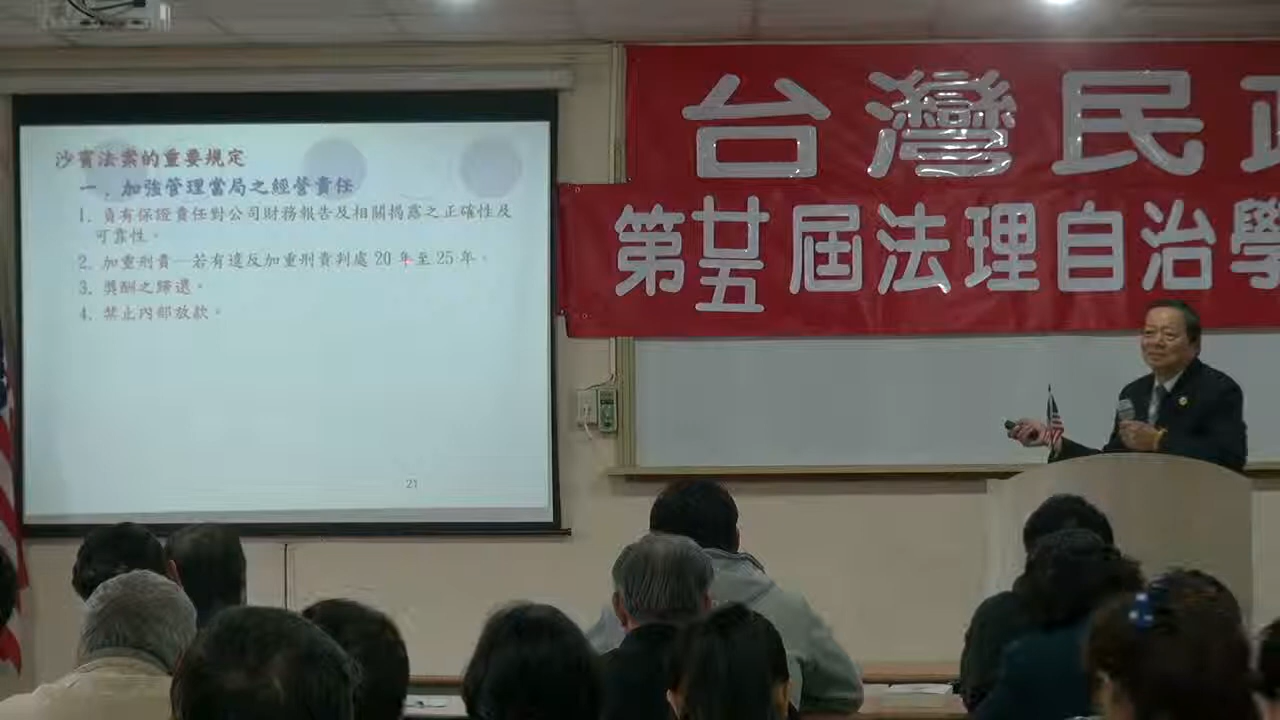 沙賓法案的重要規定
一．加強管理當局之經營責任
1. 負有保證責任對公司財務報告及相關揭露之正確性及
可靠性。
2. 加重刑責—若有違反加重刑責判處 20 年至 25 年。
3. 獎酬之歸還。
4. 禁止內部放款。
21
台灣民政
第廿五屆法理自治學